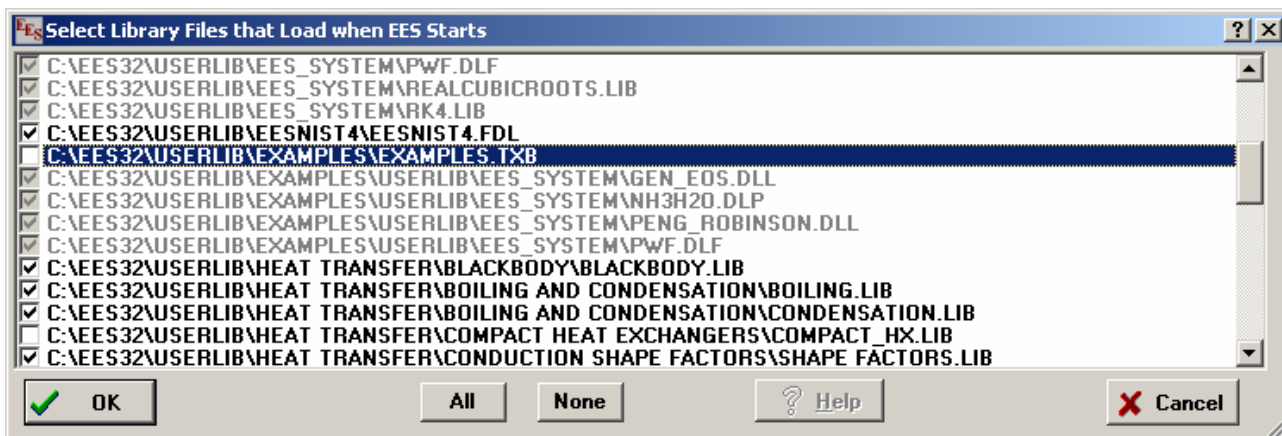 EES Select Library Files that Load when EES Starts
C:\EES32\USERLIB\EES_SYSTEM\PWF.DLF
C:\EES32\USERLIB\EES_SYSTEM\REALCUBICROOTS.LIB
C:\EES32\USERLIB\EES_SYSTEM\RK4.LIB
C:\EES32\USERLIB\EESNIST4\EESNIST4.FDL
C:\EES32\USERLIB\EXAMPLES\EXAMPLES.TXB
C:\EES32\USERLIB\EXAMPLES\USERLIB\EES_SYSTEM\GEN_EOS.DLL
C:\EES32\USERLIB\EXAMPLES\USERLIB\EES_SYSTEM\NH3H2O.DLP
C:\EES32\USERLIB\EXAMPLES\USERLIB\EES_SYSTEM\PENG_ROBINSON.DLL
C:\EES32\USERLIB\EXAMPLES\USERLIB\EES_SYSTEM\PWF.DLF
C:\EES32\USERLIB\HEAT TRANSFER\BLACKBODY\BLACKBODY.LIB
C:\EES32\USERLIB\HEAT TRANSFER\BOILING AND CONDENSATION\BOILING.LIB
C:\EES32\USERLIB\HEAT TRANSFER\BOILING AND CONDENSATION\CONDENSATION.LIB
C:\EES32\USERLIB\HEAT TRANSFER\COMPACT HEAT EXCHANGERS\COMPACT_HX.LIB
C:\EES32\USERLIB\HEAT TRANSFER\CONDUCTION SHAPE FACTORS\SHAPE FACTORS.LIB
OK All None ? Help Cancel